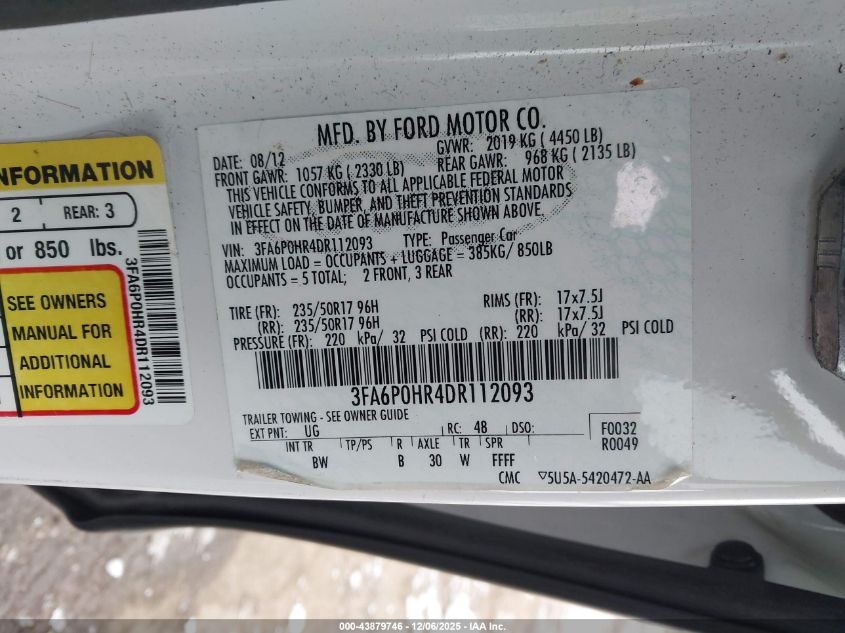 INFORMATION
2 REAR: 3
or 850 lbs.
SEE OWNERS
MANUAL FOR
ADDITIONAL
INFORMATION
3FA6P0HR4DR112093
MFD. BY FORD MOTOR CO.
DATE: 08/12 GVWR: 2019 KG ( 4450 LB)
FRONT GAWR: 1057 KG ( 2330 LB) REAR GAWR: 968 KG ( 2135 LB)
THIS VEHICLE CONFORMS TO ALL APPLICABLE FEDERAL MOTOR
VEHICLE SAFETY, BUMPER, AND THEFT PREVENTION STANDARDS
IN EFFECT ON THE DATE OF MANUFACTURE SHOWN ABOVE.
VIN: 3FA6P0HR4DR112093 TYPE: Passenger Car
MAXIMUM LOAD = OCCUPANTS + LUGGAGE = 385KG/ 850LB
OCCUPANTS = 5 TOTAL; 2 FRONT, 3 REAR
TIRE (FR): 235/50R17 96H RIMS (FR): 17x7.5J
(RR): 235/50R17 96H (RR): 17x7.5J
PRESSURE (FR): 220 kPa/ 32 PSI COLD (RR): 220 kPa/ 32 PSI COLD
3FA6P0HR4DR112093
TRAILER TOWING - SEE OWNER GUIDE
EXT PNT: UG RC: 48 DSO: F0032
R0049
INT TR TP/PS R AXLE TR SPR
BW B 30 W FFFF
CMC ▽5U5A-5420472-AA
000-43879746 - 12/06/2025 - IAA Inc.